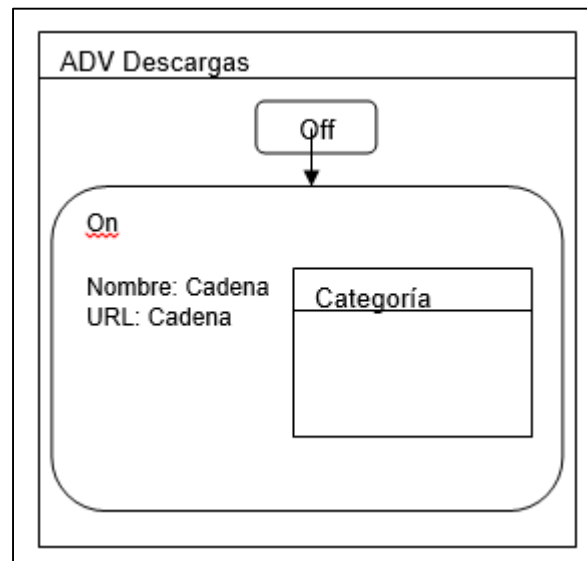 ADV Descargas
Off
On
Nombre: Cadena
URL: Cadena
Categoría